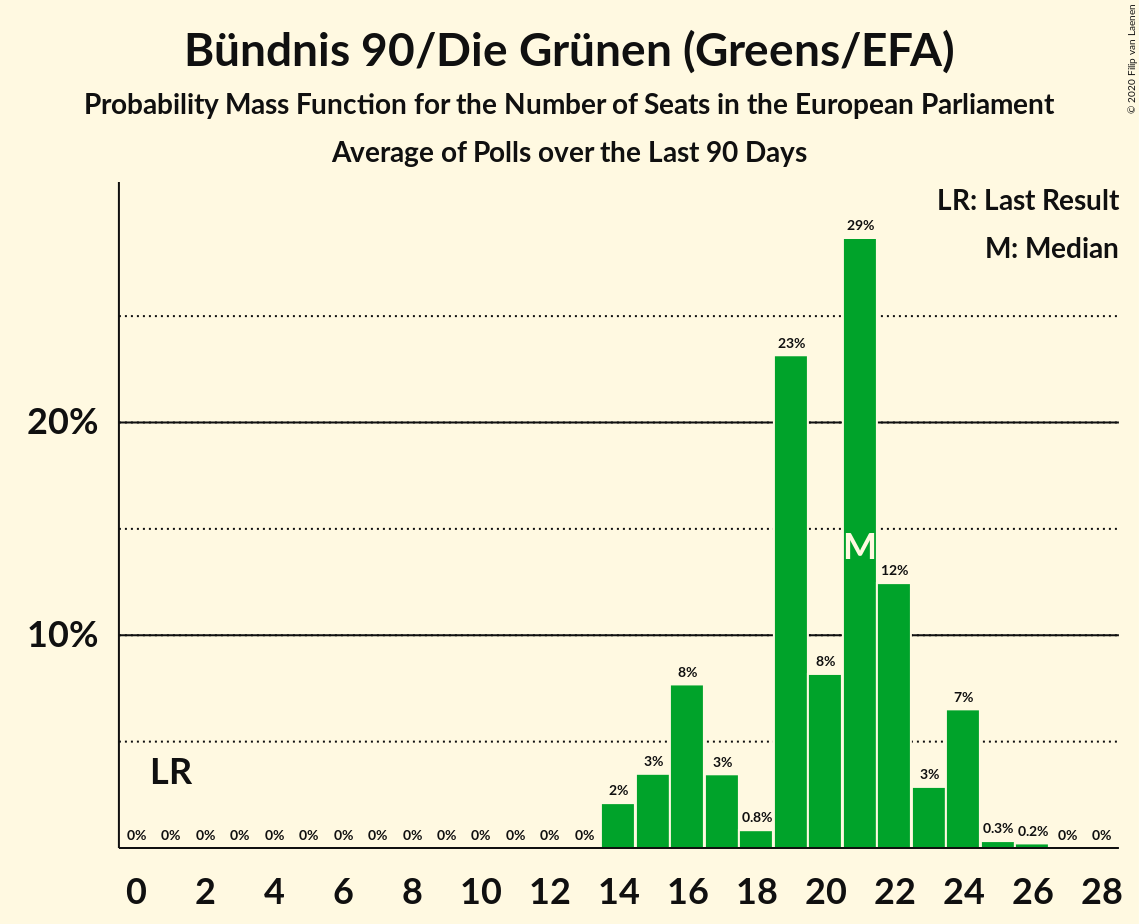 Bündnis 90/Die Grünen (Greens/EFA)
Probability Mass Function for the Number of Seats in the European Parliament
Average of Polls over the Last 90 Days
© 2020 Filip van Laenen
LR: Last Result
M: Median
29%
23%
20%
M
12%
10%
8%
8%
7%
LR
3%
3%
3%
2%
0% 0% 0% 0% 0% 0% 0% 0% 0% 0% 0% 0% 0% 0% 0.8% 0.3% 0.2% 0% 0%
0 2 4 6 8 10 12 14 16 18 20 22 24 26 28